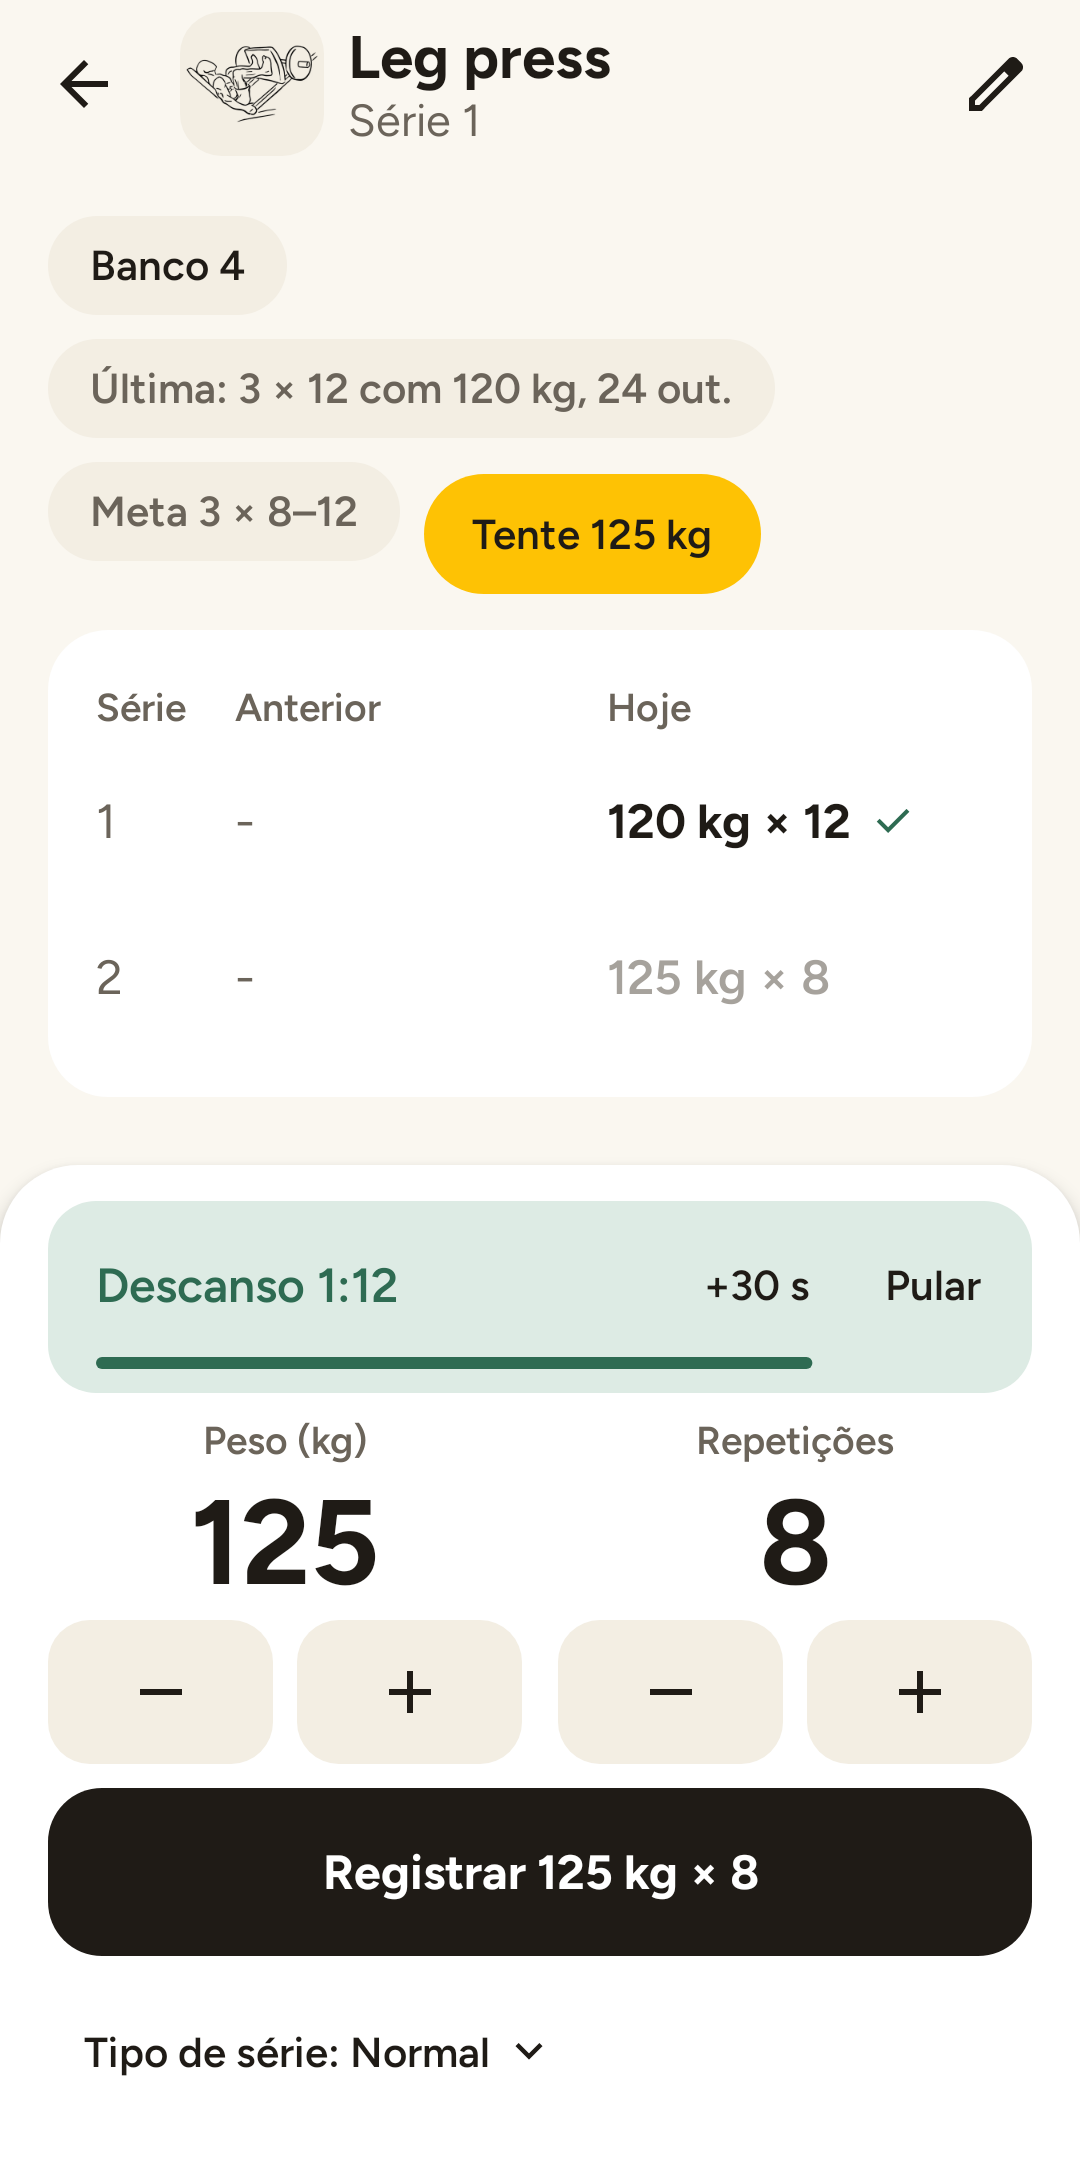 Leg press
Série 1
Banco 4
Última: 3 × 12 com 120 kg, 24 out.
Meta 3 × 8–12
Tente 125 kg
Série Anterior Hoje
1 - 120 kg × 12
2 - 125 kg × 8
Descanso 1:12 +30 s Pular
Peso (kg) Repetições
125 8
Registrar 125 kg × 8
Tipo de série: Normal